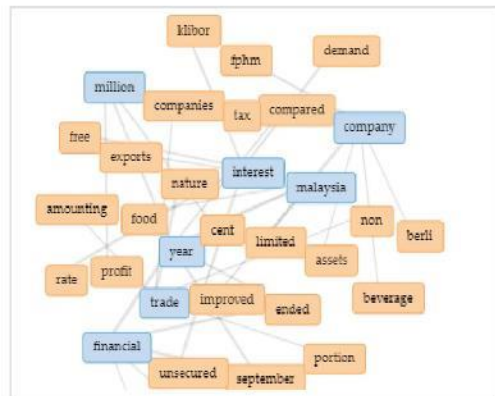 klibor
fphm
demand
million
companies
tax
compared
company
free
exports
interest
nature
malaysia
amounting
food
cent
limited
non
berli
year
assets
rate
profit
trade
improved
ended
beverage
financial
unsecured
september
portion